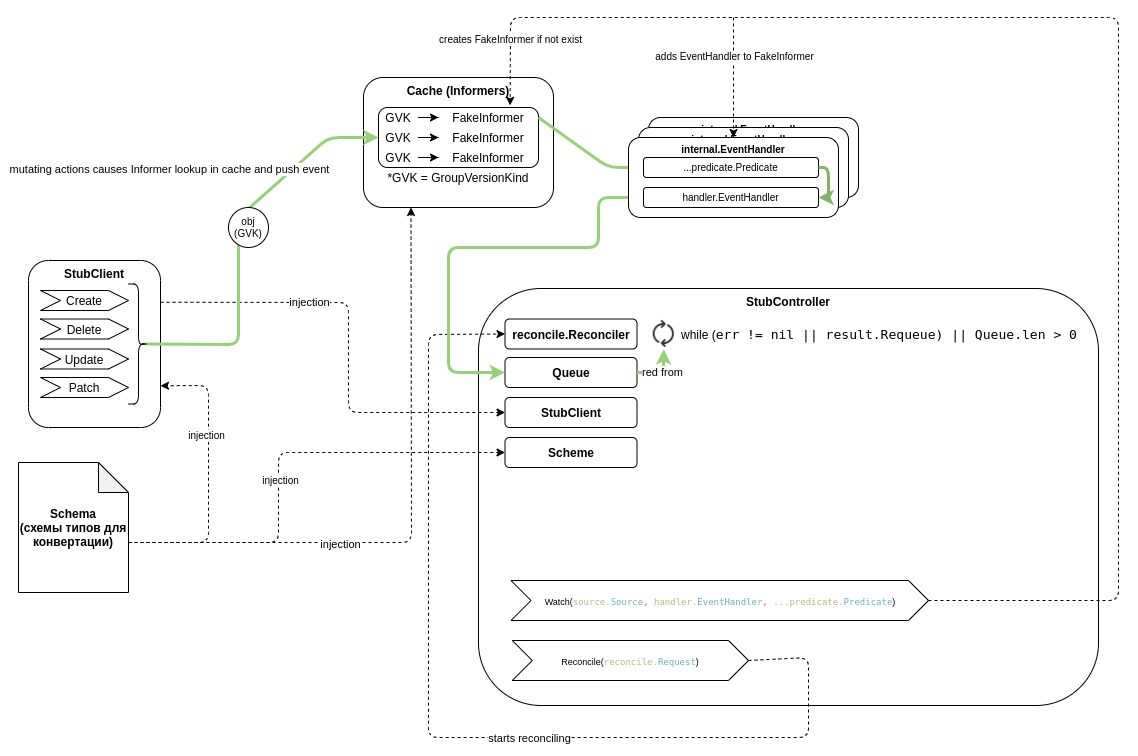 creates FakeInformer if not exist
adds EventHandler to FakeInformer
Cache (Informers)
GVK FakeInformer
GVK FakeInformer
GVK FakeInformer
*GVK = GroupVersionKind
internal.EventHandler
...predicate.Predicate
handler.EventHandler
mutating actions causes Informer lookup in cache and push event
obj
(GVK)
StubClient
Create
Delete
Update
Patch
injection
injection
injection
injection
Schema
(схемы типов для
конвертации)
StubController
reconcile.Reconciler
while (err != nil || result.Requeue) || Queue.len > 0
Queue
red from
StubClient
Scheme
Watch(source.Source, handler.EventHandler, ...predicate.Predicate)
Reconcile(reconcile.Request)
starts reconciling